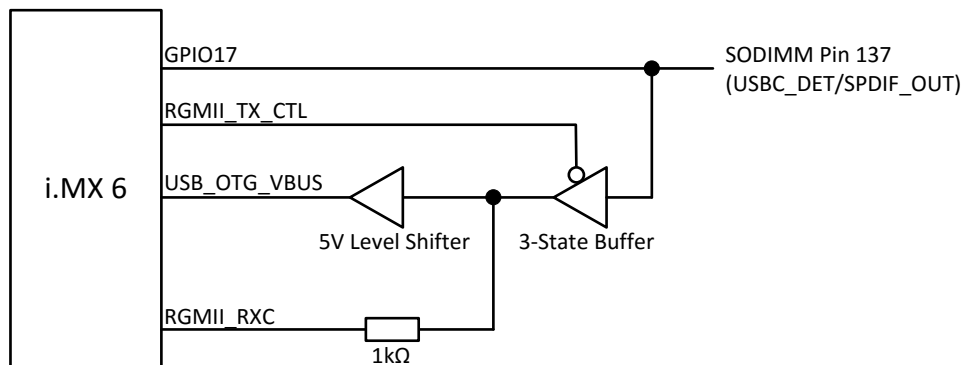 GPIO17
SODIMM Pin 137
(USBC_DET/SPDIF_OUT)
RGMII_TX_CTL
i.MX 6
USB_OTG_VBUS
5V Level Shifter
3-State Buffer
RGMII_RXC
1kΩ